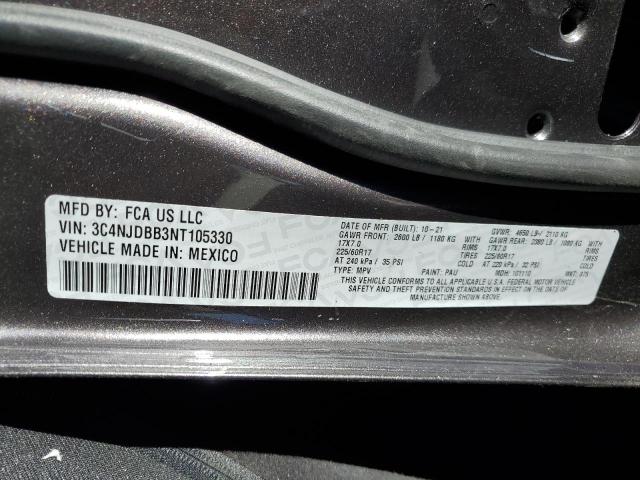 MFD BY: FCA US LLC
VIN: 3C4NJDBB3NT105330
VEHICLE MADE IN: MEXICO
DATE OF MFR (BUILT): 10-21 GVWR: 4650 LB / 2110 KG
GAWR FRONT: 2600 LB / 1180 KG WITH GAWR REAR: 2380 LB / 1080 KG WITH
17X7.0 RIMS 17X7.0 RIMS
225/60R17 TIRES 225/60R17 TIRES
AT 240 kPa / 35 PSI COLD AT 220 kPa / 32 PSI COLD
TYPE: MPV PAINT: PAU MDH: 101110
THIS VEHICLE CONFORMS TO ALL APPLICABLE U.S.A. FEDERAL MOTOR VEHICLE
SAFETY AND THEFT PREVENTION STANDARDS IN EFFECT ON THE DATE OF
MANUFACTURE SHOWN ABOVE.